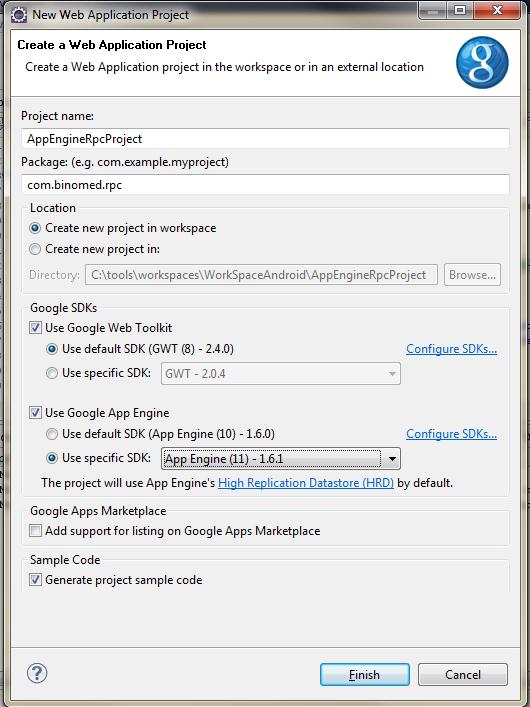 New Web Application Project
Create a Web Application Project
Create a Web Application project in the workspace or in an external location
g
Project name:
AppEngineRpcProject
Package: (e.g. com.example.myproject)
com.binomed.rpc
Location
Create new project in workspace
Create new project in:
Directory: C:\tools\workspaces\WorkSpaceAndroid\AppEngineRpcProject Browse...
Google SDKs
Use Google Web Toolkit
Use default SDK (GWT (8) - 2.4.0) Configure SDKs...
Use specific SDK: GWT - 2.0.4
Use Google App Engine
Use default SDK (App Engine (10) - 1.6.0) Configure SDKs...
Use specific SDK: App Engine (11) - 1.6.1
The project will use App Engine's High Replication Datastore (HRD) by default.
Google Apps Marketplace
Add support for listing on Google Apps Marketplace
Sample Code
Generate project sample code
? Finish Cancel